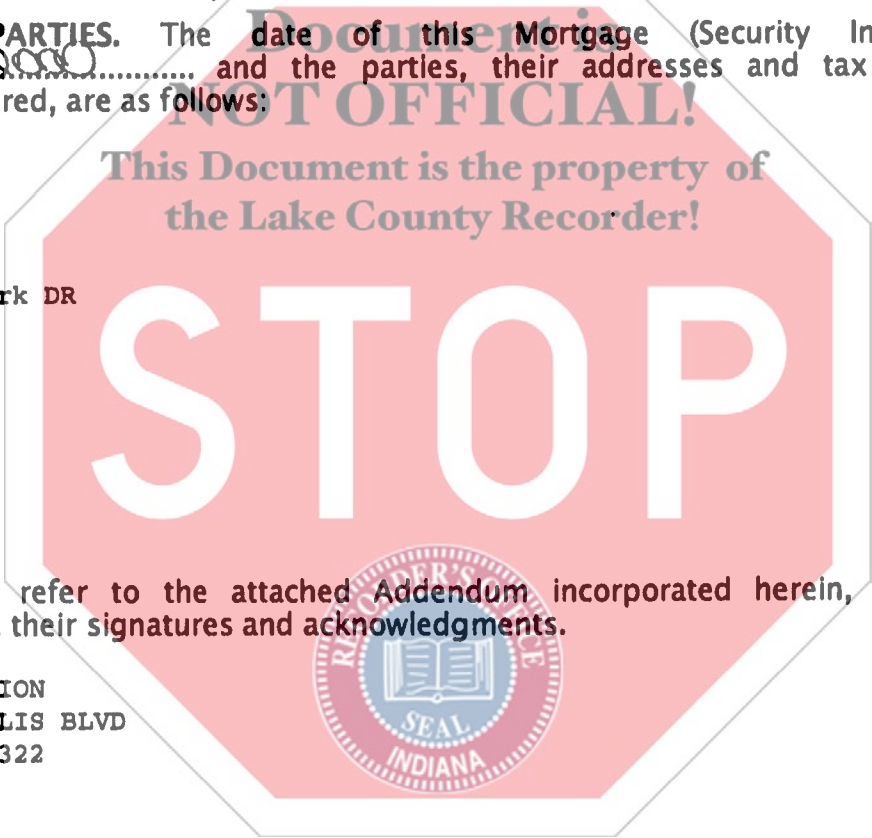 Document is
PARTIES. The date of this Mortgage (Security In
.................... and the parties, their addresses and tax
red, are as follows:
NOT OFFICIAL!
This Document is the property of
the Lake County Recorder!
rk DR
STOP
refer to the attached Addendum incorporated herein,
their signatures and acknowledgments.
RECORDER'S OFFICE
SEAL
INDIANA
ION
LIS BLVD
322